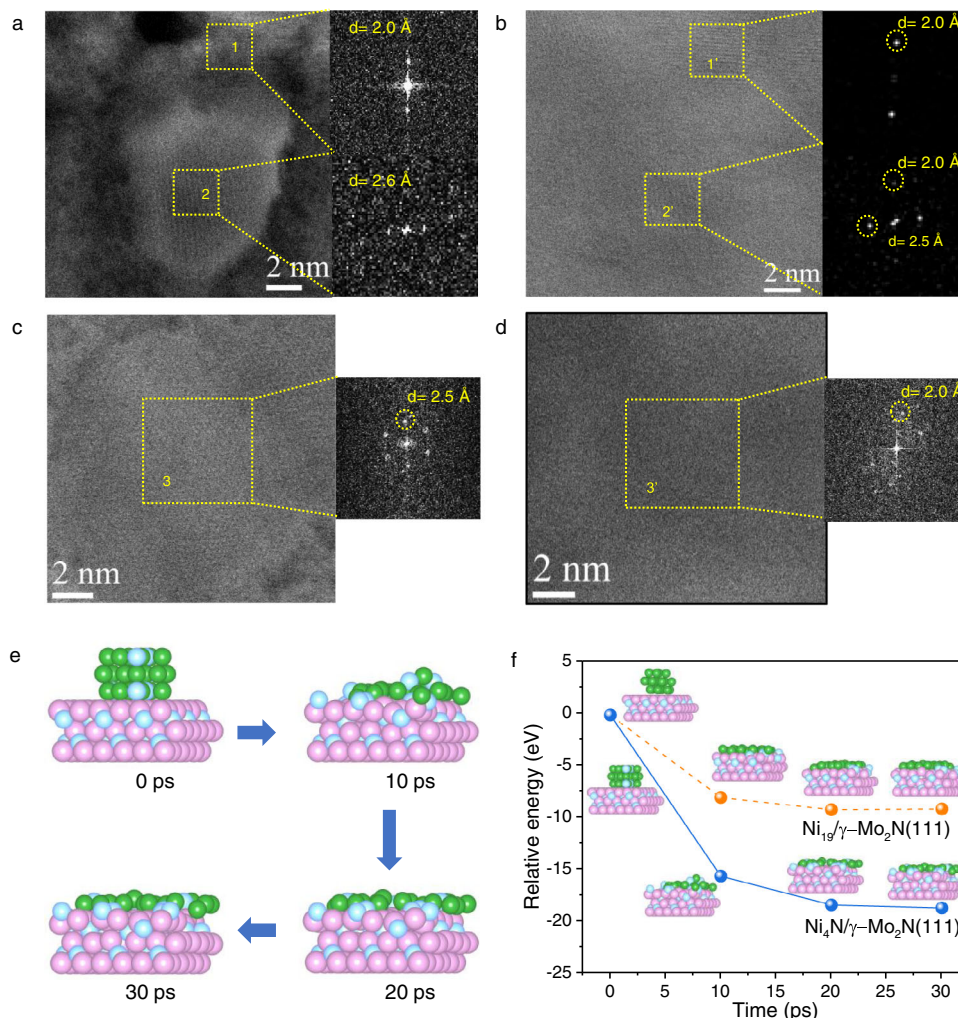 a
1
d= 2.0 Å
2
d= 2.6 Å
2 nm
b
1'
d= 2.0 Å
d= 2.0 Å
2'
d= 2.5 Å
2 nm
c
3
d= 2.5 Å
2 nm
d
3'
d= 2.0 Å
2 nm
e
0 ps
10 ps
30 ps
20 ps
f
Relative energy (eV)
5
0
-5
-10
-15
-20
-25
Ni₁₉/γ–Mo₂N(111)
Ni₄N/γ–Mo₂N(111)
0 5 10 15 20 25 30
Time (ps)